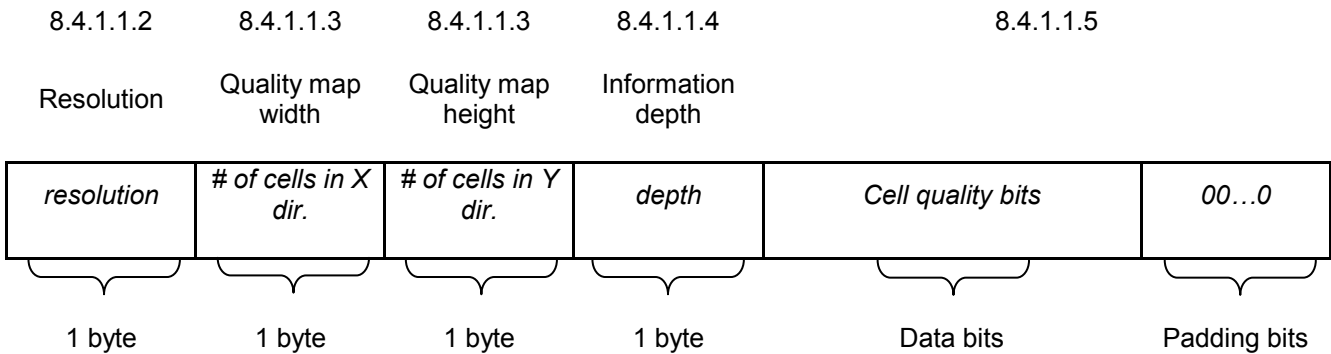 8.4.1.1.2 8.4.1.1.3 8.4.1.1.3 8.4.1.1.4 8.4.1.1.5
Resolution
Quality map
width
Quality map
height
Information
depth
resolution
# of cells in X
dir.
# of cells in Y
dir.
depth
Cell quality bits
00…0
1 byte 1 byte 1 byte 1 byte Data bits Padding bits